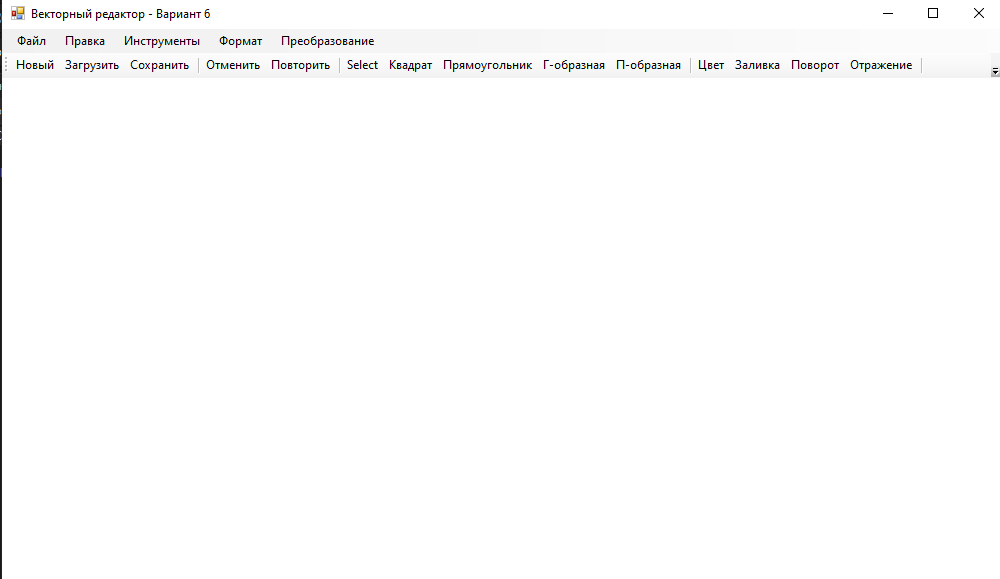 Векторный редактор - Вариант 6
Файл Правка Инструменты Формат Преобразование
Новый Загрузить Сохранить Отменить Повторить Select Квадрат Прямоугольник Г-образная П-образная Цвет Заливка Поворот Отражение